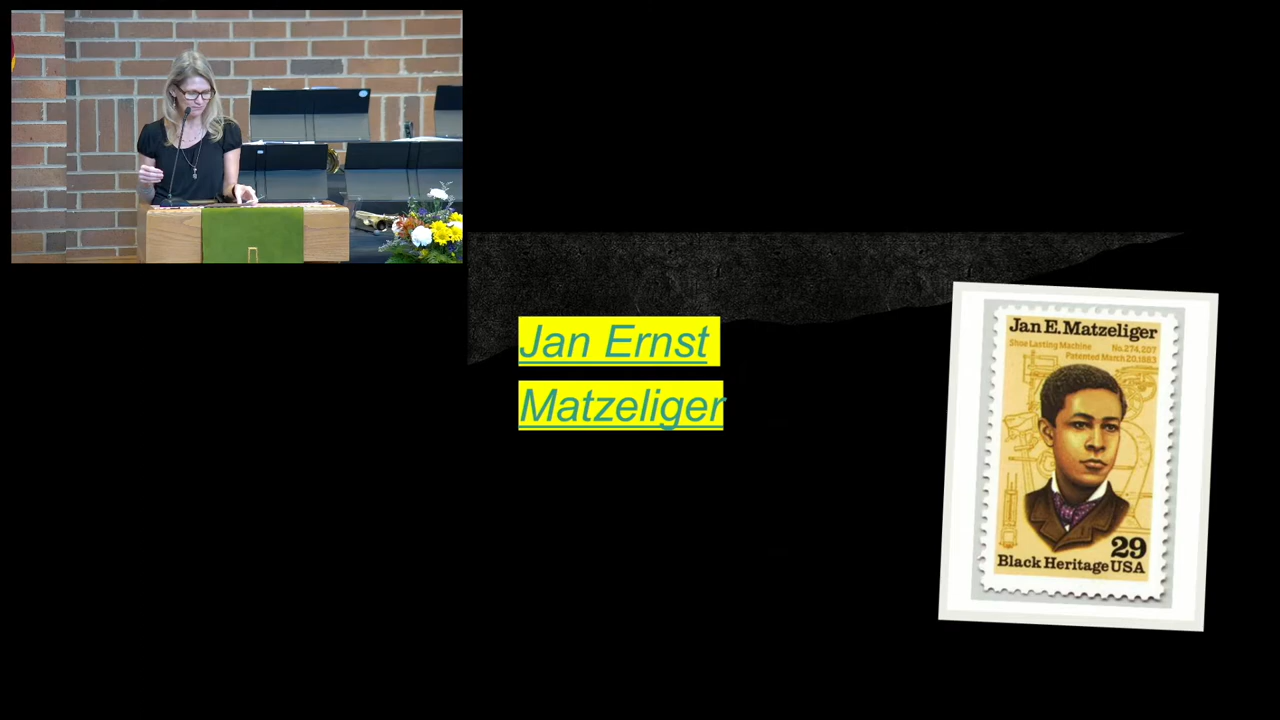 Jan Ernst
Matzeliger
Jan E. Matzeliger
Shoe Lasting Machine No. 274,207
Patented March 20, 1883
29
Black Heritage USA